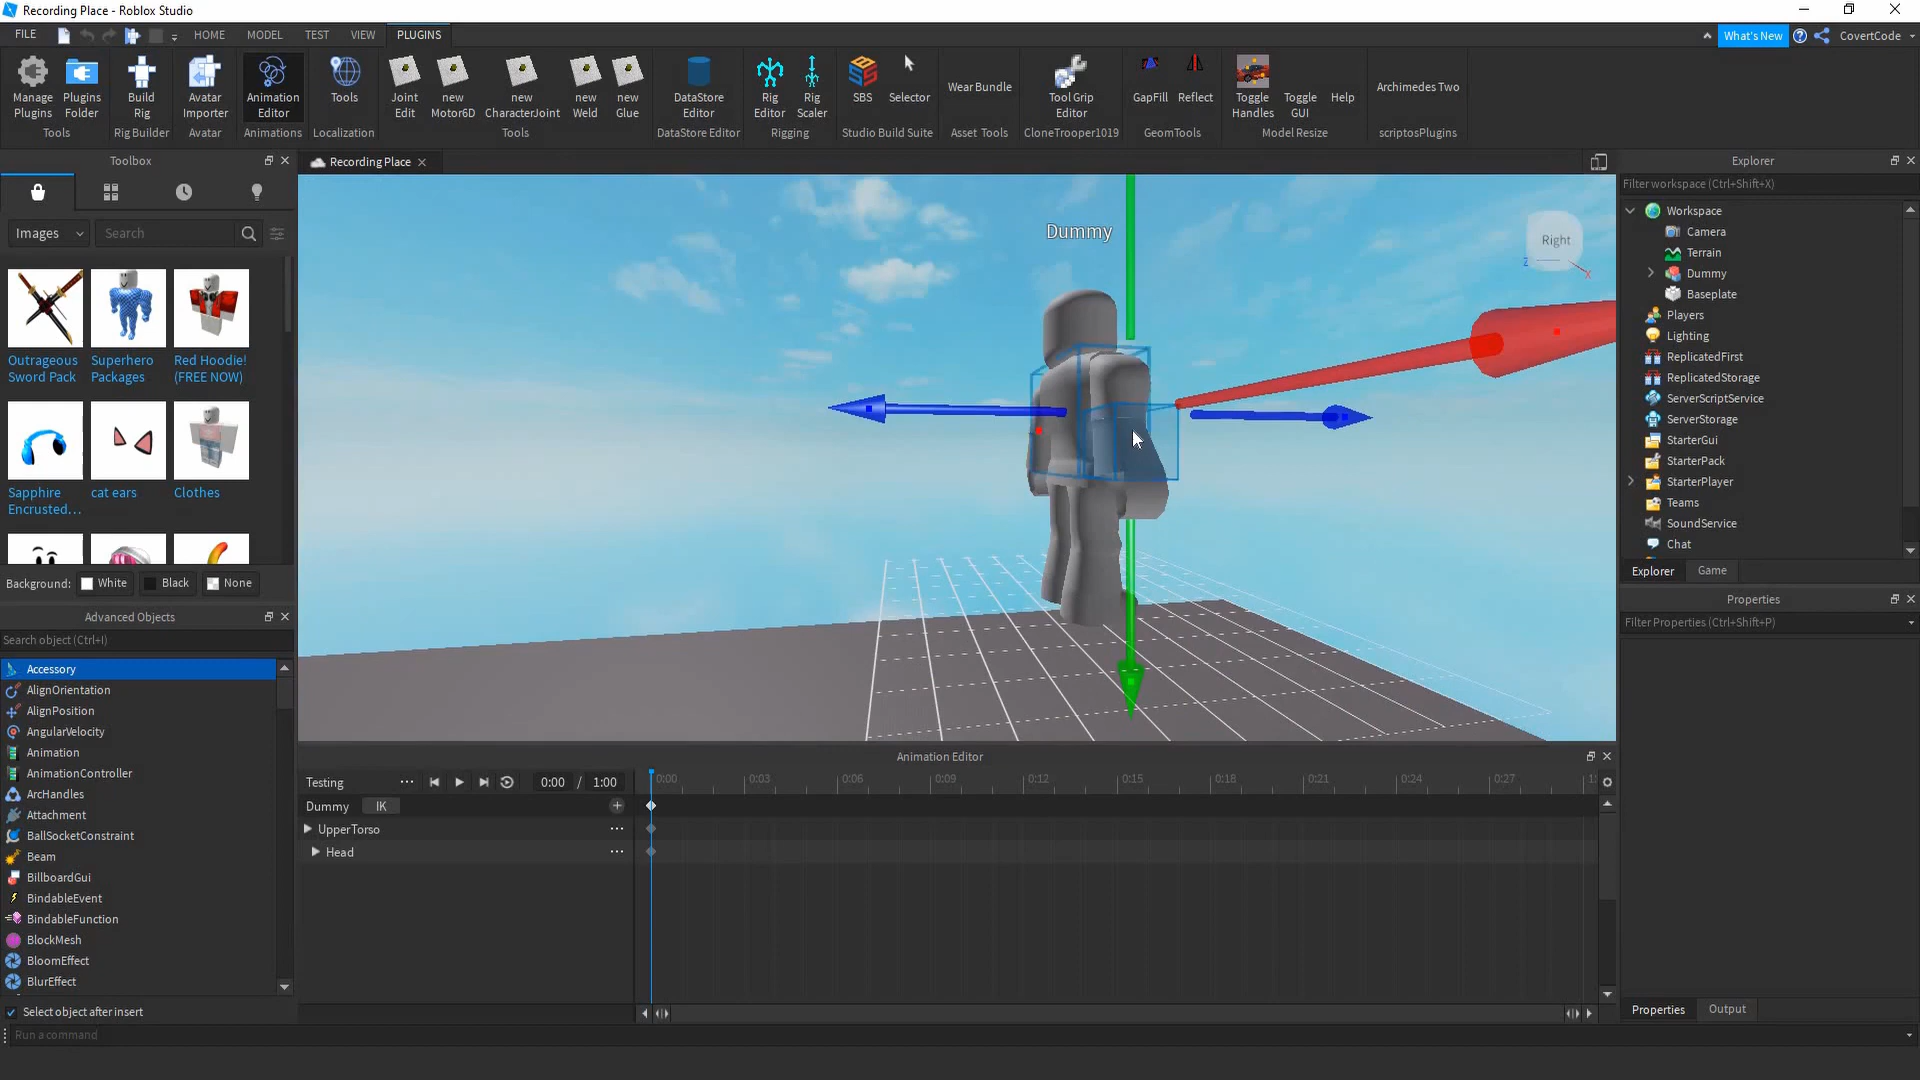 Recording Place - Roblox Studio
FILE HOME MODEL TEST VIEW PLUGINS What's New CovertCode
Manage Plugins
Plugins Folder
Tools
Build Rig
Rig Builder
Avatar Importer
Avatar
Animation Editor
Animations
Tools
Localization
Joint Edit
new Motor6D
new CharacterJoint
new Weld
new Glue
Tools
DataStore Editor
DataStore Editor
Rig Editor
Rig Scaler
Rigging
SBS
Selector
Studio Build Suite
Wear Bundle
Asset Tools
Tool Grip Editor
CloneTrooper1019
GapFill
Reflect
GeomTools
Toggle Handles
Toggle GUI
Help
Model Resize
Archimedes Two
scriptosPlugins
Toolbox
Images
Search
Outrageous Sword Pack
Superhero Packages
Red Hoodie! (FREE NOW)
Sapphire Encrusted...
cat ears
Clothes
Background: White Black None
Advanced Objects
Search object (Ctrl+I)
Accessory
AlignOrientation
AlignPosition
AngularVelocity
Animation
AnimationController
ArcHandles
Attachment
BallSocketConstraint
Beam
BillboardGui
BindableEvent
BindableFunction
BlockMesh
BloomEffect
BlurEffect
Select object after insert
Run a command
Recording Place
Dummy
Right
Z
X
Animation Editor
Testing ... 0:00 / 1:00
0:00 0:03 0:06 0:09 0:12 0:15 0:18 0:21 0:24 0:27 1:
Dummy IK
UpperTorso ...
Head ...
Explorer
Filter workspace (Ctrl+Shift+X)
Workspace
Camera
Terrain
Dummy
Baseplate
Players
Lighting
ReplicatedFirst
ReplicatedStorage
ServerScriptService
ServerStorage
StarterGui
StarterPack
StarterPlayer
Teams
SoundService
Chat
Explorer Game
Properties
Filter Properties (Ctrl+Shift+P)
Properties Output